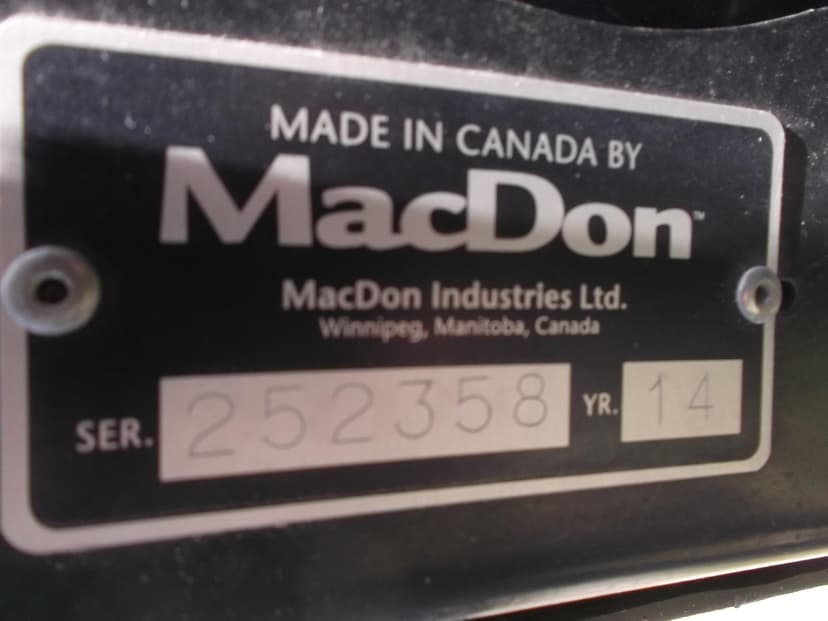 MADE IN CANADA BY
MacDon™
MacDon Industries Ltd.
Winnipeg, Manitoba, Canada
SER. 252358 YR. 14